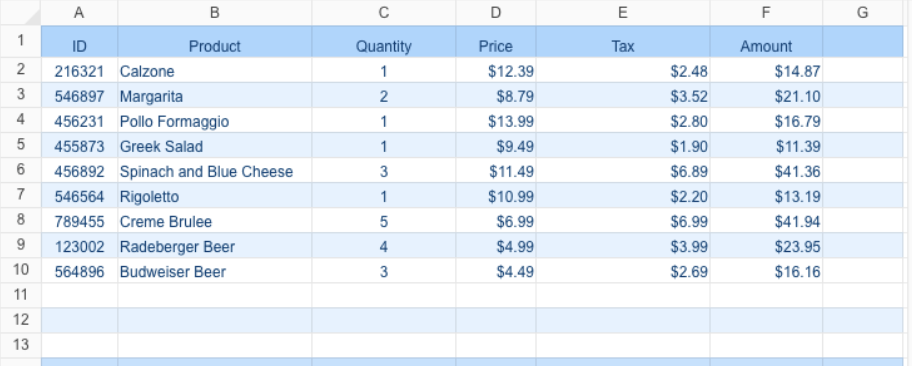 A B C D E F G
1 ID Product Quantity Price Tax Amount
2 216321 Calzone 1 $12.39 $2.48 $14.87
3 546897 Margarita 2 $8.79 $3.52 $21.10
4 456231 Pollo Formaggio 1 $13.99 $2.80 $16.79
5 455873 Greek Salad 1 $9.49 $1.90 $11.39
6 456892 Spinach and Blue Cheese 3 $11.49 $6.89 $41.36
7 546564 Rigoletto 1 $10.99 $2.20 $13.19
8 789455 Creme Brulee 5 $6.99 $6.99 $41.94
9 123002 Radeberger Beer 4 $4.99 $3.99 $23.95
10 564896 Budweiser Beer 3 $4.49 $2.69 $16.16
11
12
13